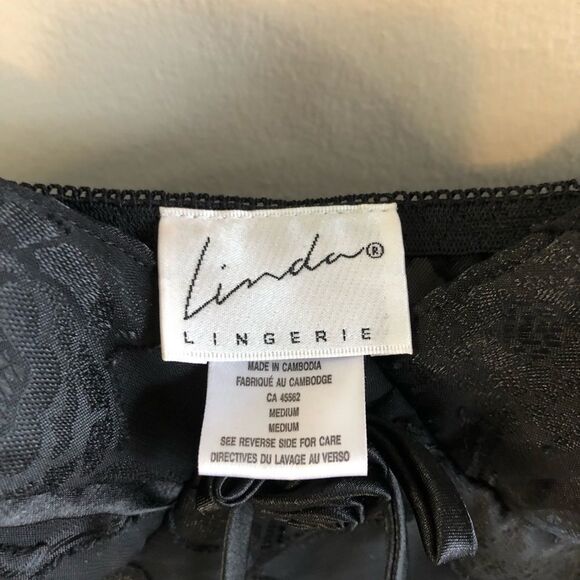 Linda®
LINGERIE
MADE IN CAMBODIA
FABRIQUÉ AU CAMBODGE
CA 45562
MEDIUM
MEDIUM
SEE REVERSE SIDE FOR CARE
DIRECTIVES DU LAVAGE AU VERSO